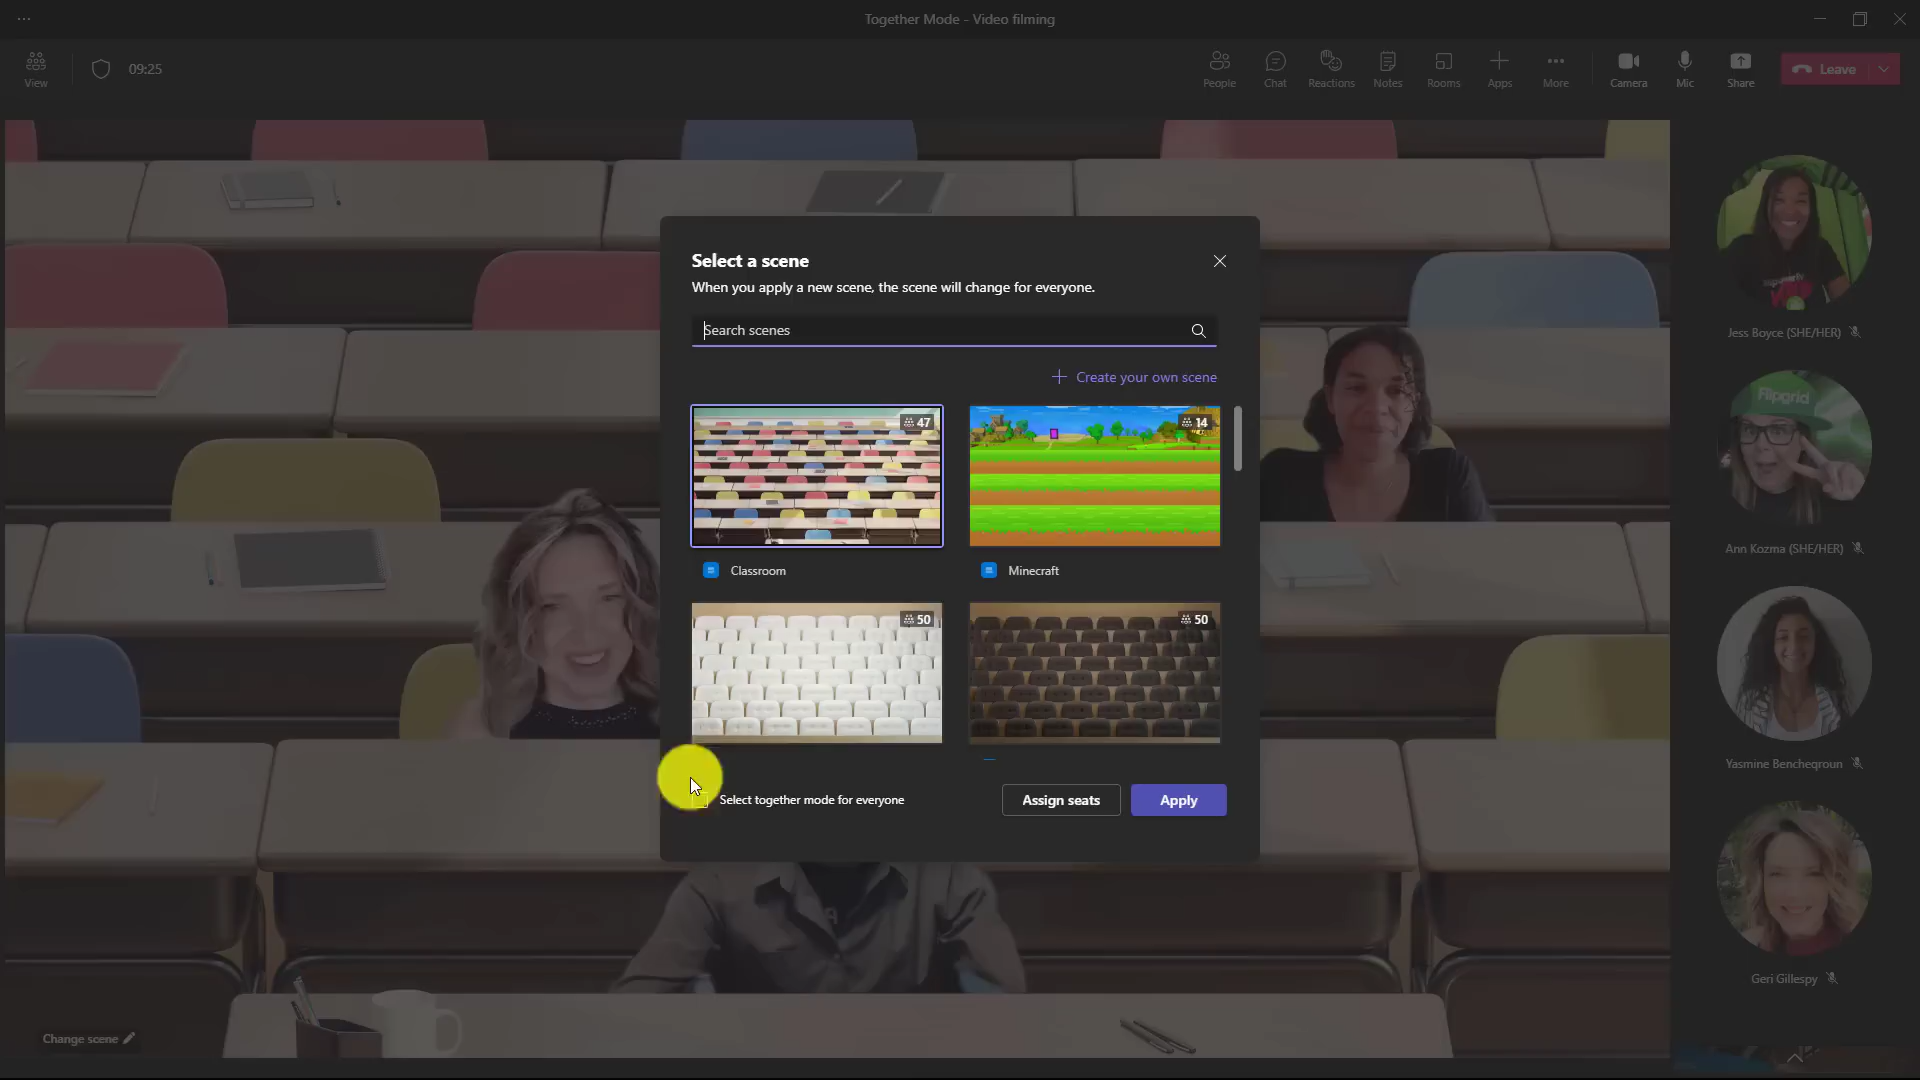 Together Mode - Video filming
View
09:25
People
Chat
Reactions
Notes
Rooms
Apps
More
Camera
Mic
Share
Leave
Select a scene
When you apply a new scene, the scene will change for everyone.
Search scenes
Create your own scene
47
14
Classroom
Minecraft
50
50
Select together mode for everyone
Assign seats
Apply
Jess Boyce (SHE/HER)
Flipgrid
Ann Kozma (SHE/HER)
Yasmine Bencheqroun
Geri Gillespy
Change scene